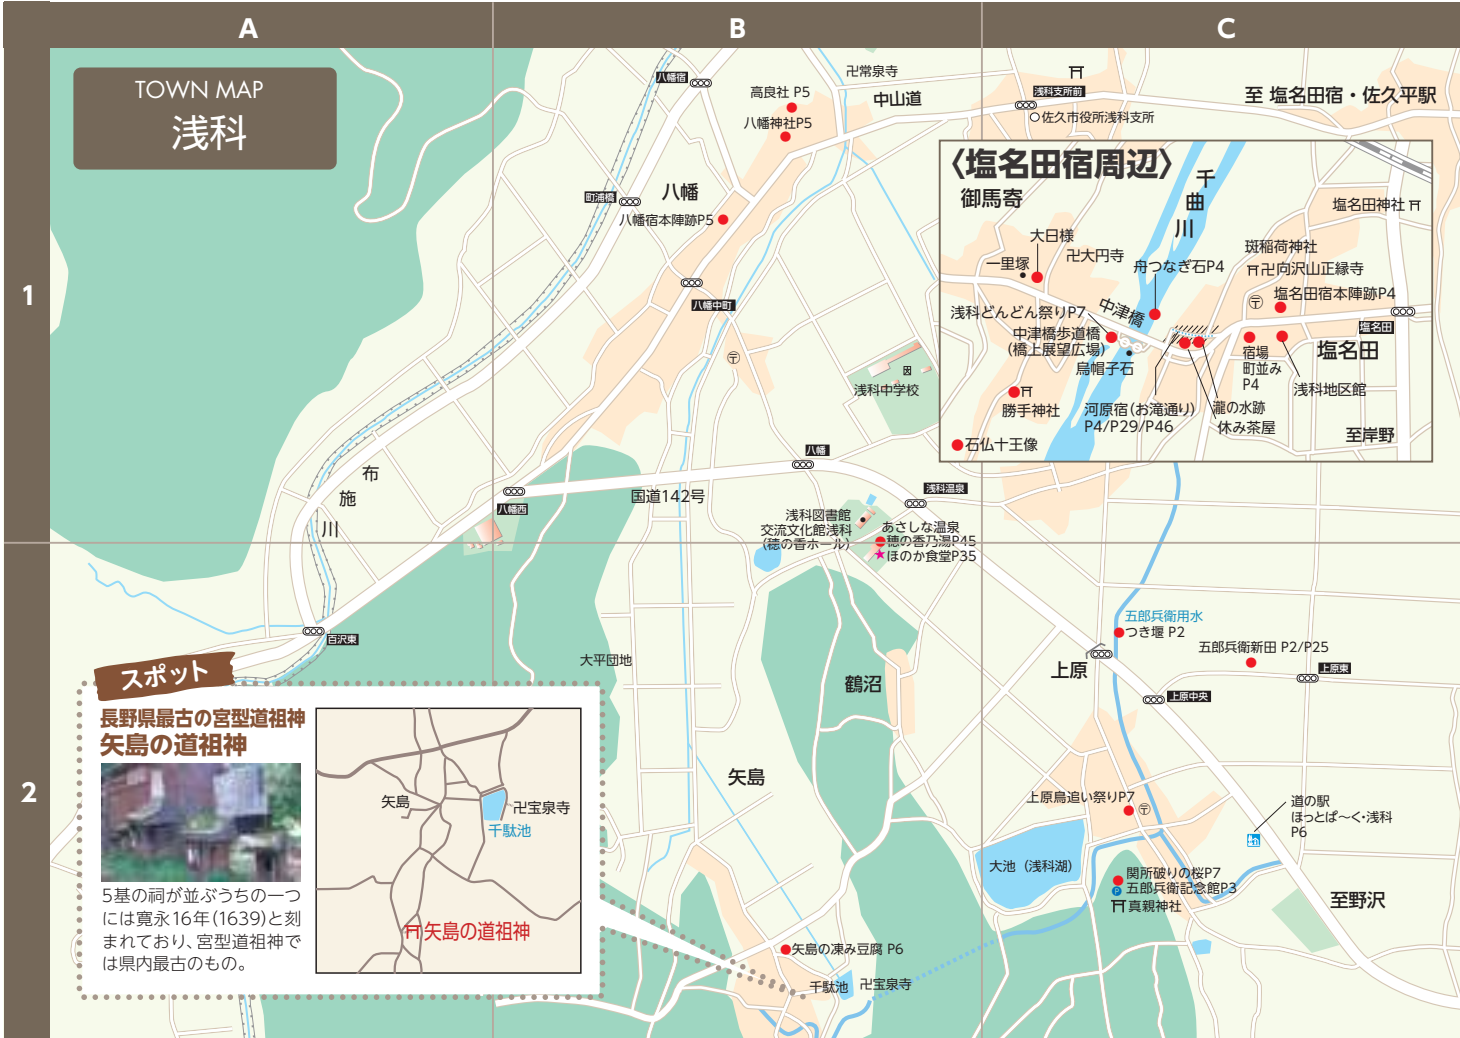 A
B
C
1
2
TOWN MAP
浅科
八幡宿
高良社 P5
八幡神社P5
卍常泉寺
中山道
浅科支所前
佐久市役所浅科支所
至 塩名田宿・佐久平駅
町浦橋
八幡
八幡宿本陣跡P5
八幡中町
浅科中学校
〈塩名田宿周辺〉
御馬寄
千曲川
塩名田神社
大日様
一里塚
卍大円寺
舟つなぎ石P4
斑稲荷神社
卍向沢山正縁寺
塩名田宿本陣跡P4
浅科どんどん祭りP7
中津橋
中津橋歩道橋
(橋上展望広場)
烏帽子石
塩名田
塩名田
宿場
町並み
P4
浅科地区館
勝手神社
河原宿(お滝通り)
P4/P29/P46
瀧の水跡
休み茶屋
至岸野
石仏十王像
布施川
八幡西
国道142号
八幡
浅科温泉
浅科図書館
交流文化館浅科
(穂の香ホール)
あさしな温泉
穂の香乃湯P45
ほのか食堂P35
百沢東
大平団地
鶴沼
上原
五郎兵衛用水
つき堰 P2
五郎兵衛新田 P2/P25
上原東
上原中央
スポット
長野県最古の宮型道祖神
矢島の道祖神
5基の祠が並ぶうちの一つ
には寛永16年(1639)と刻
まれており、宮型道祖神で
は県内最古のもの。
矢島
卍宝泉寺
千駄池
矢島の道祖神
矢島
上原鳥追い祭りP7
道の駅
ほっとぱ〜く・浅科
P6
大池（浅科湖）
関所破りの桜P7
P
五郎兵衛記念館P3
真親神社
至野沢
矢島の凍み豆腐 P6
千駄池
卍宝泉寺